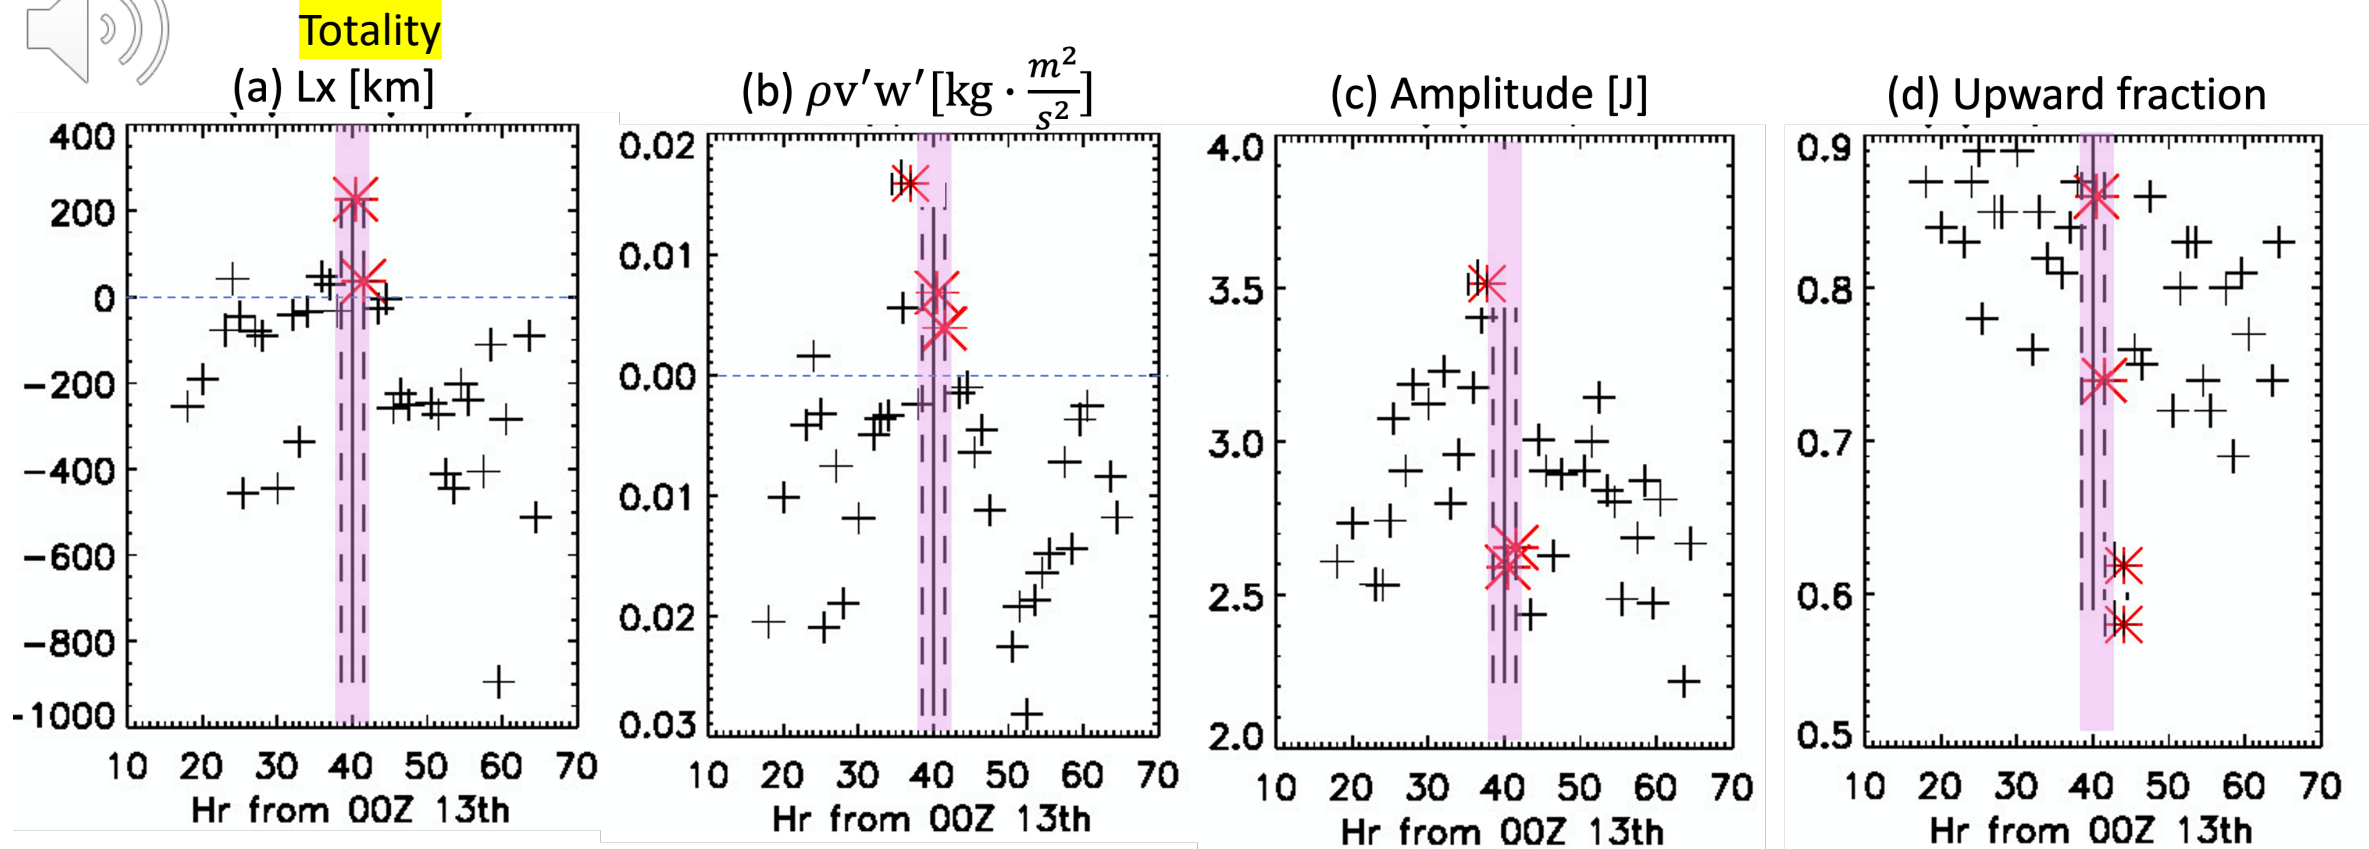 Totality
(a) Lx [km]
400
200
0
−200
−400
−600
−800
-1000
10 20 30 40 50 60 70
Hr from 00Z 13th
(b) ρv′w′[kg · m²/s²]
0.02
0.01
0.00
0.01
0.02
0.03
10 20 30 40 50 60 70
Hr from 00Z 13th
(c) Amplitude [J]
4.0
3.5
3.0
2.5
2.0
10 20 30 40 50 60 70
Hr from 00Z 13th
(d) Upward fraction
0.9
0.8
0.7
0.6
0.5
10 20 30 40 50 60 70
Hr from 00Z 13th